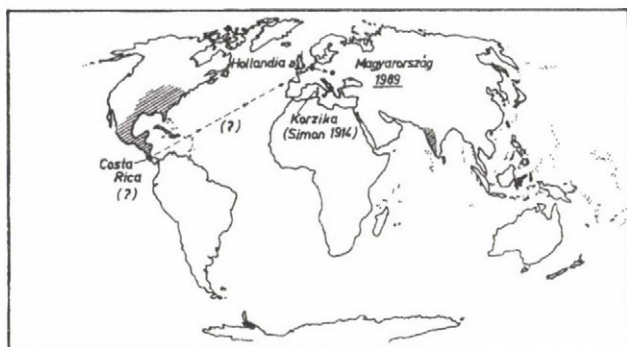 Hollandia
Magyarország
1989
Korzika
(Simon 1914)
(?)
Costa
Rica
(?)